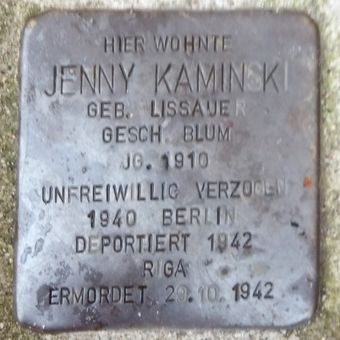 HIER WOHNTE
JENNY KAMINSKI
GEB. LISSAUER
GESCH. BLUM
JG. 1910
UNFREIWILLIG VERZOGEN
1940 BERLIN
DEPORTIERT 1942
RIGA
ERMORDET 29.10.1942